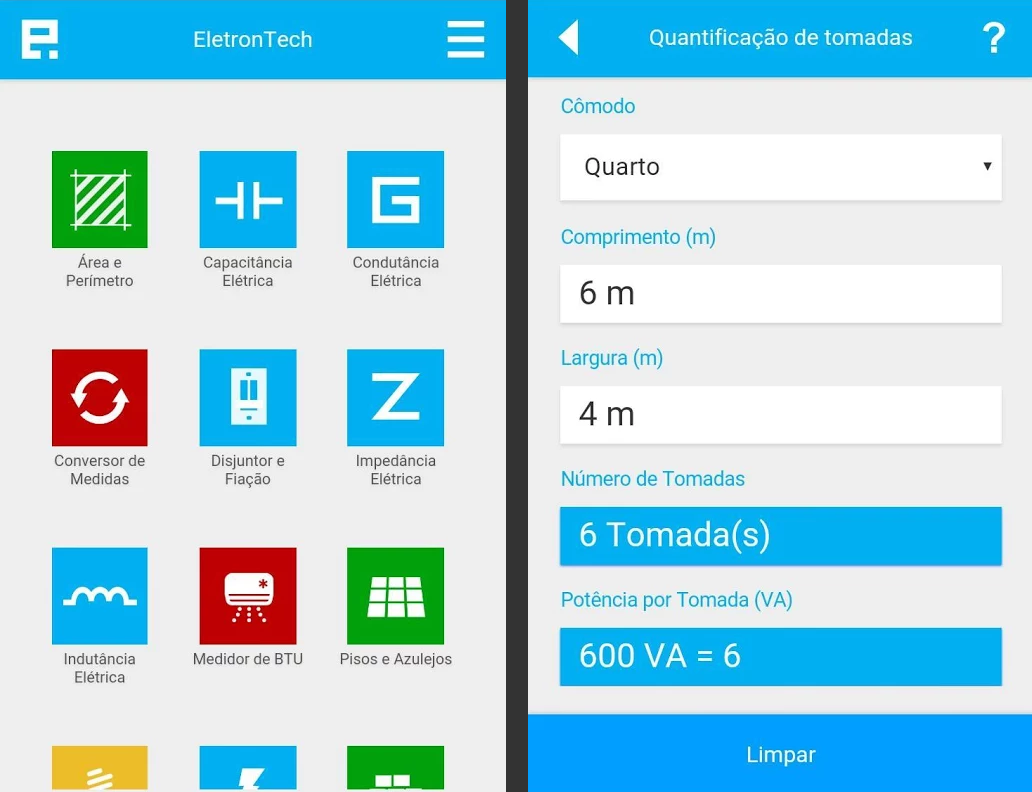 EletronTech
Área e
Perímetro
Capacitância
Elétrica
Condutância
Elétrica
Conversor de
Medidas
Disjuntor e
Fiação
Impedância
Elétrica
Indutância
Elétrica
Medidor de BTU
Pisos e Azulejos
Quantificação de tomadas
?
Cômodo
Quarto
Comprimento (m)
6 m
Largura (m)
4 m
Número de Tomadas
6 Tomada(s)
Potência por Tomada (VA)
600 VA = 6
Limpar